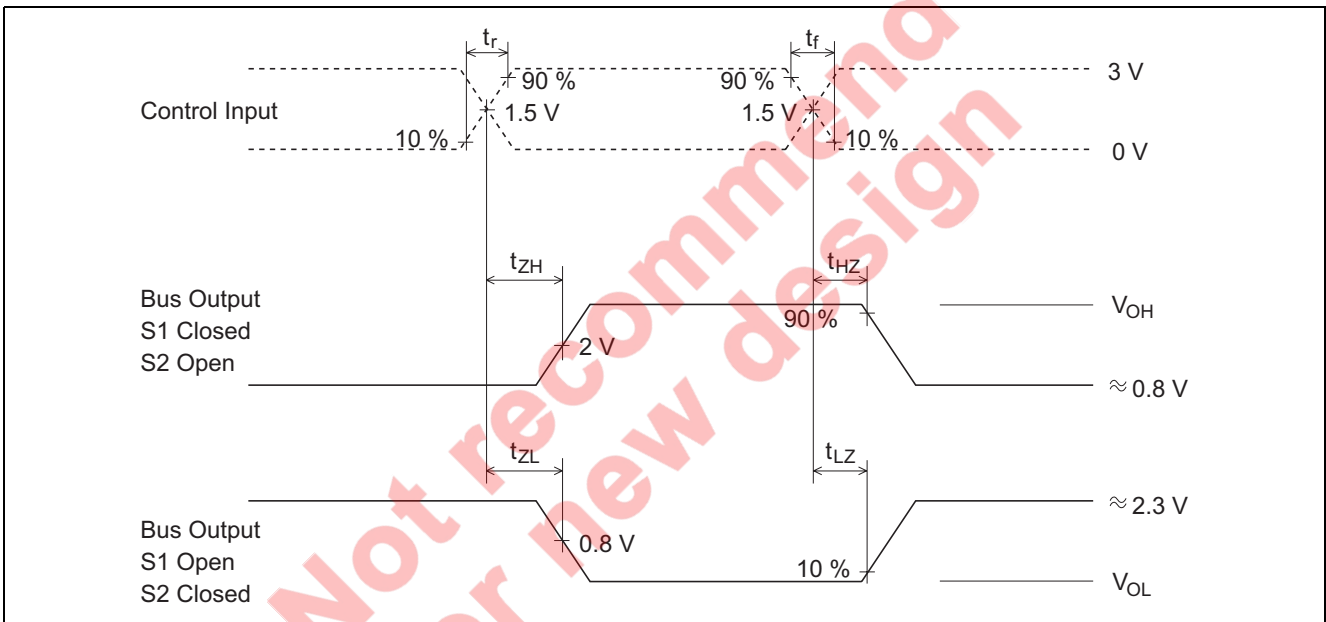 tr
tf
90 %
90 %
3 V
Control Input
1.5 V
1.5 V
10 %
10 %
0 V
tZH
tHZ
Bus Output
S1 Closed
S2 Open
VOH
90 %
2 V
≈ 0.8 V
tZL
tLZ
≈ 2.3 V
Bus Output
S1 Open
S2 Closed
0.8 V
10 %
VOL
Not recommend
or new design